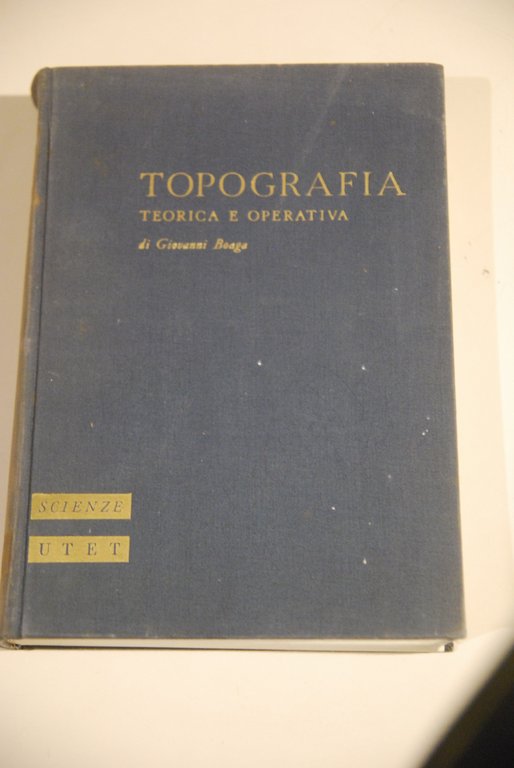 TOPOGRAFIA
TEORICA E OPERATIVA
di Giovanni Boaga
SCIENZE
UTET